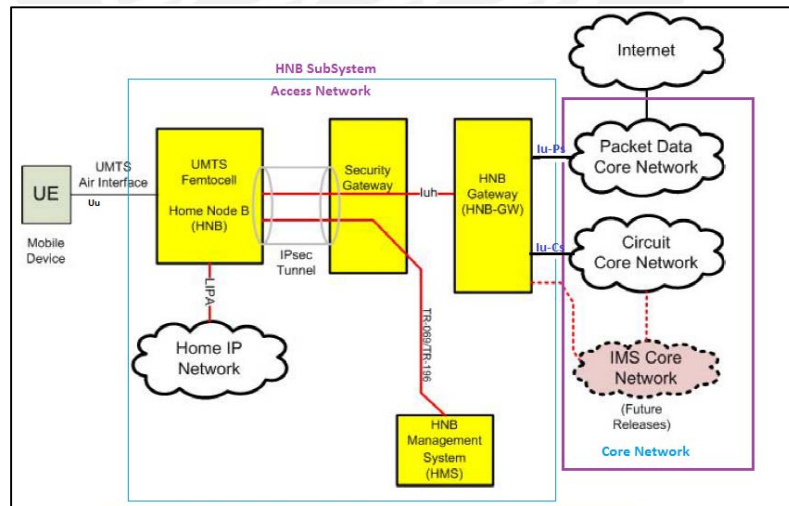 Internet
HNB SubSystem
Access Network
UMTS
Air Interface
Uu
UE
Mobile
Device
UMTS
Femtocell
Home Node B
(HNB)
IPsec
Tunnel
Security
Gateway
Iuh
HNB
Gateway
(HNB-GW)
Iu-Ps
Packet Data
Core Network
Iu-Cs
Circuit
Core Network
LIPA
Home IP
Network
TR-069/TR-196
HNB
Management
System
(HMS)
IMS Core
Network
(Future
Releases)
Core Network